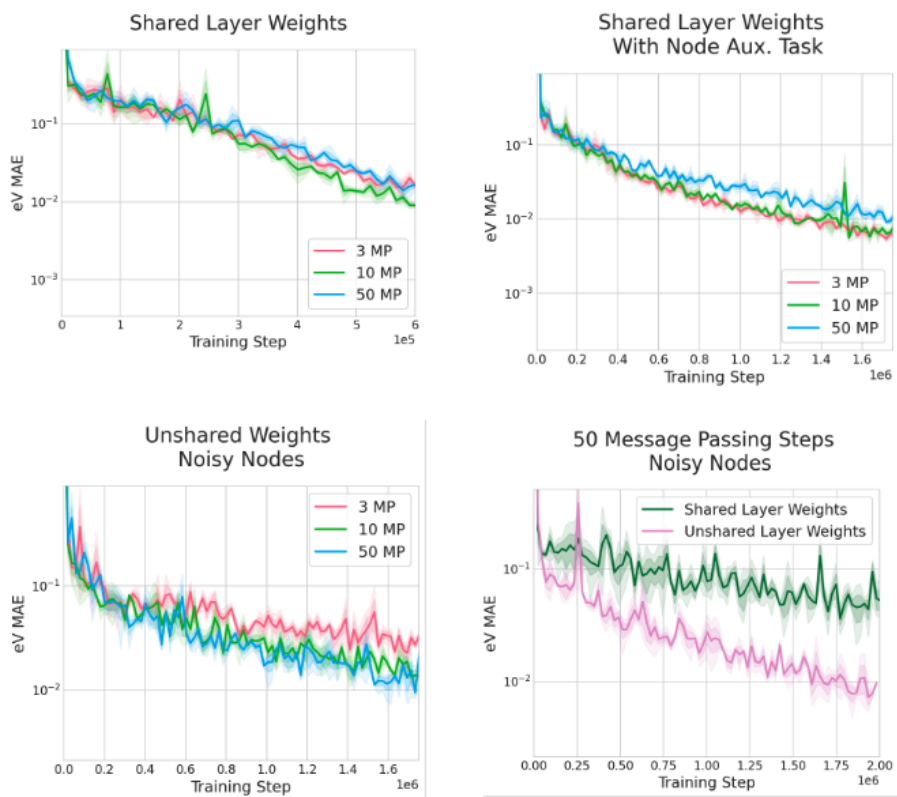 Shared Layer Weights
eV MAE
10⁻¹
10⁻²
10⁻³
3 MP
10 MP
50 MP
0 1 2 3 4 5 6
Training Step
1e5
Shared Layer Weights
With Node Aux. Task
eV MAE
10⁻¹
10⁻²
10⁻³
3 MP
10 MP
50 MP
0.0 0.2 0.4 0.6 0.8 1.0 1.2 1.4 1.6
Training Step
1e6
Unshared Weights
Noisy Nodes
3 MP
10 MP
50 MP
eV MAE
10⁻¹
10⁻²
0.0 0.2 0.4 0.6 0.8 1.0 1.2 1.4 1.6
Training Step
1e6
50 Message Passing Steps
Noisy Nodes
Shared Layer Weights
Unshared Layer Weights
eV MAE
10⁻¹
10⁻²
0.0 0.25 0.50 0.75 1.00 1.25 1.50 1.75 2.00
Training Step
1e6